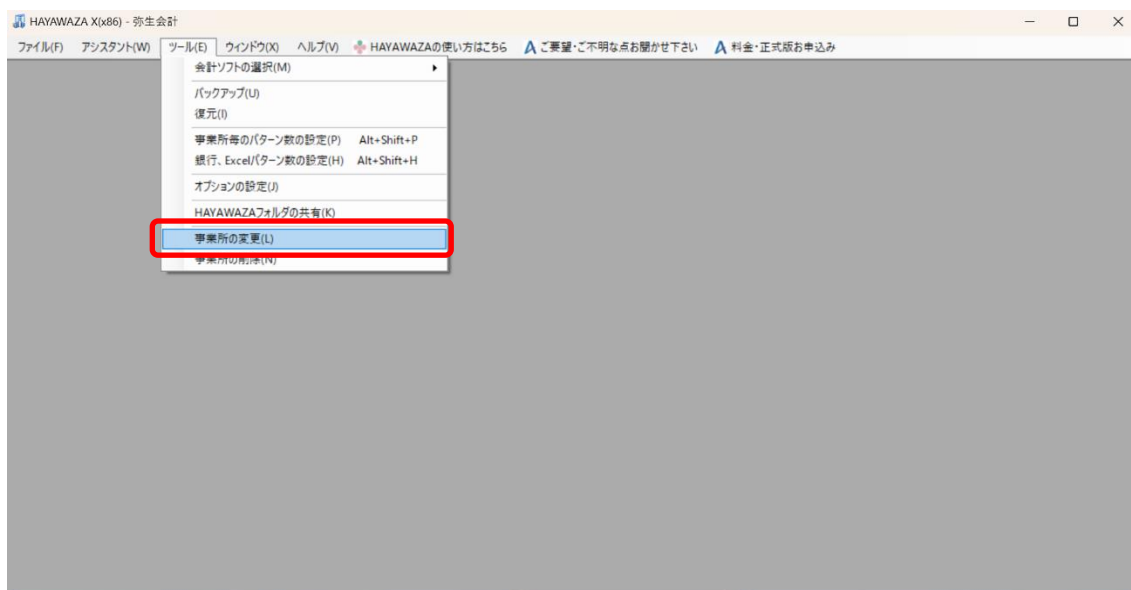 HAYAWAZA X(x86) - 弥生会計
ファイル(F) アシスタント(W) ツール(E) ウィンドウ(X) ヘルプ(V) HAYAWAZAの使い方はこちら ご要望・ご不明な点お聞かせ下さい 料金・正式版お申込み
会計ソフトの選択(M)
バックアップ(U)
復元(I)
事業所毎のパターン数の設定(P) Alt+Shift+P
銀行、Excelパターン数の設定(H) Alt+Shift+H
オプションの設定(J)
HAYAWAZAフォルダの共有(K)
事業所の変更(L)
事業所の削除(N)